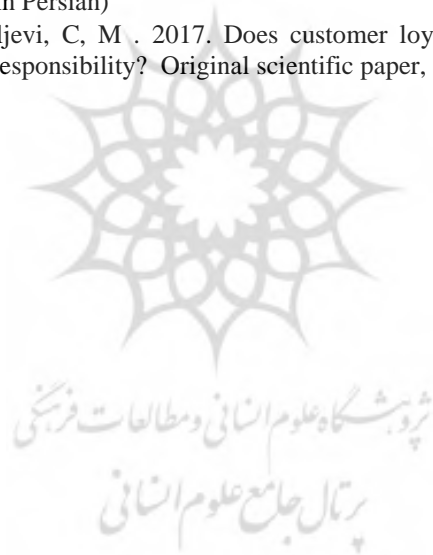 in Persian)
ljevi, C, M . 2017. Does customer loy
esponsibility? Original scientific paper,
پژوهشگاه علوم انسانی و مطالعات فرهنگی
پرتال جامع علوم انسانی